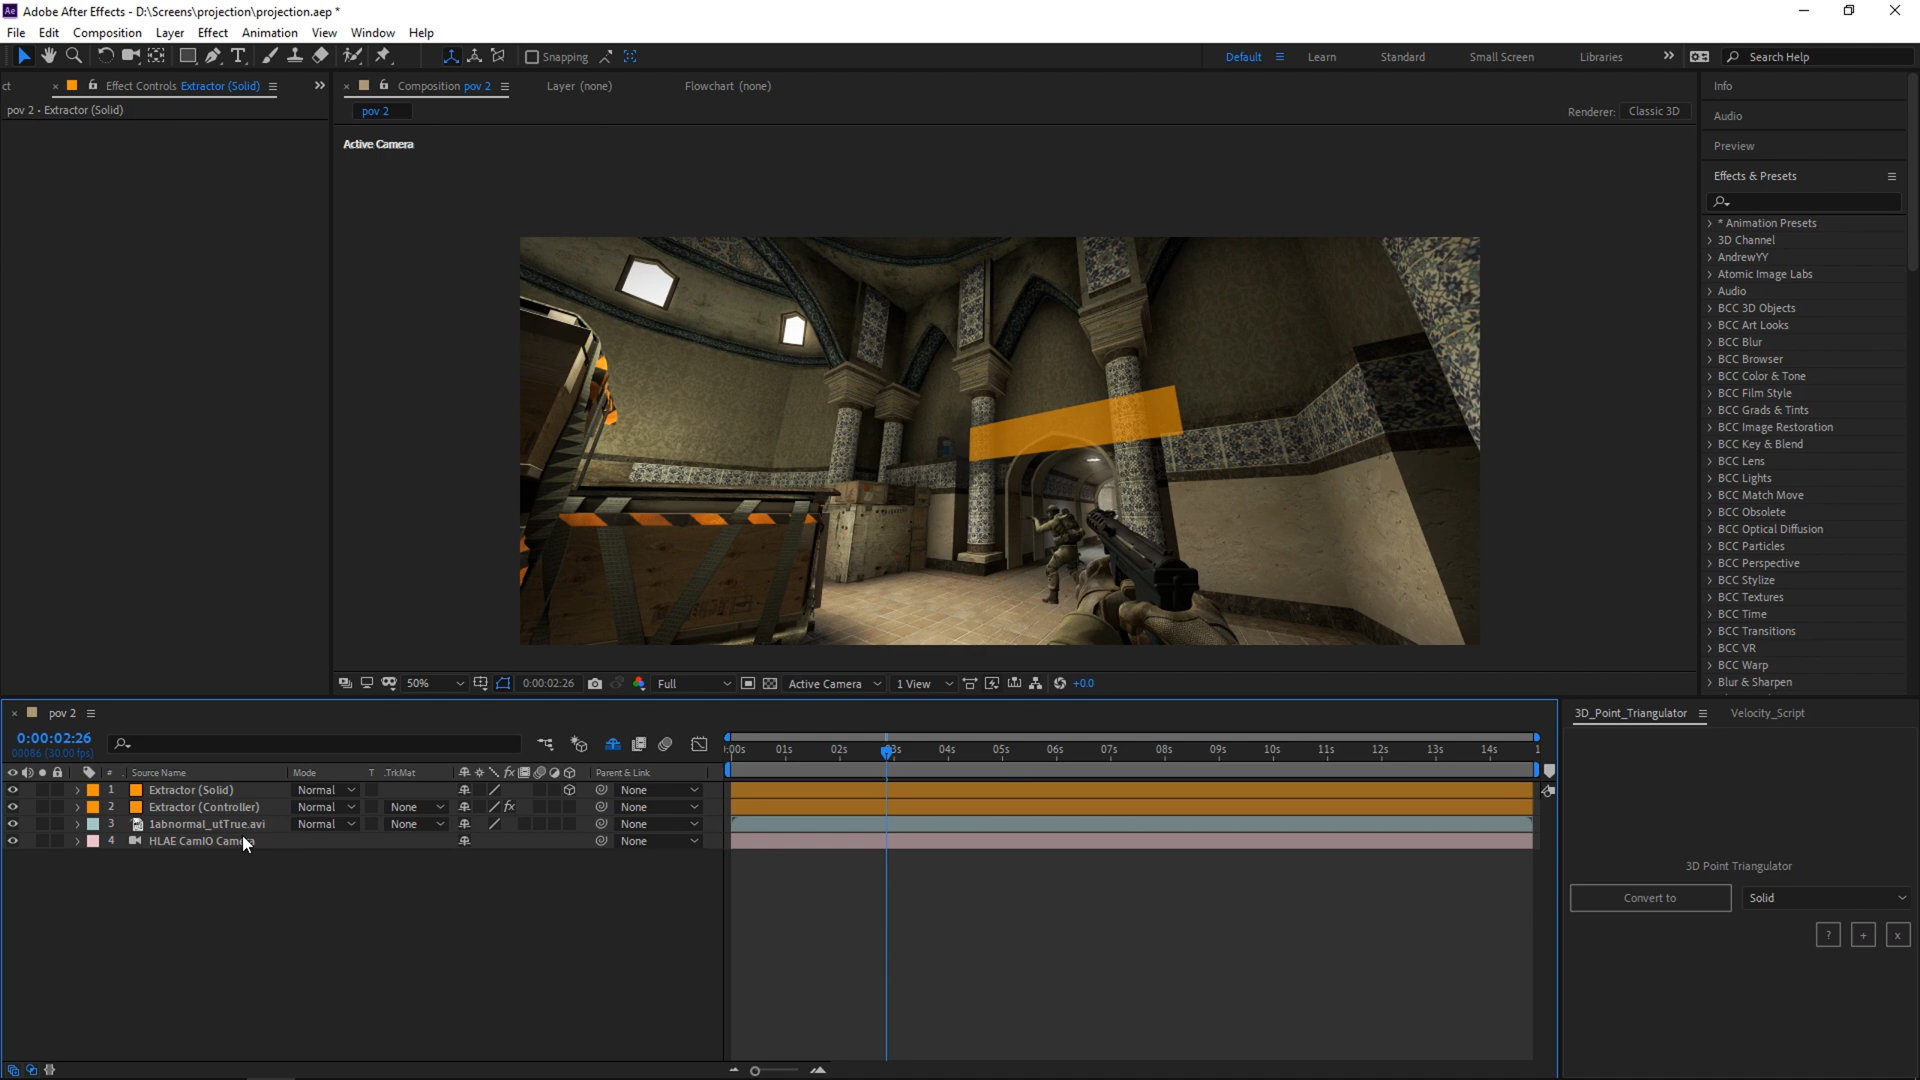 Ae Adobe After Effects - D:\Screens\projection\projection.aep *
File Edit Composition Layer Effect Animation View Window Help
T Snapping Default Learn Standard Small Screen Libraries Search Help
ct Effect Controls Extractor (Solid) Composition pov 2 Layer (none) Flowchart (none)
pov 2 • Extractor (Solid)
pov 2
Renderer: Classic 3D
Active Camera
Info
Audio
Preview
Effects & Presets
* Animation Presets
3D Channel
AndrewYY
Atomic Image Labs
Audio
BCC 3D Objects
BCC Art Looks
BCC Blur
BCC Browser
BCC Color & Tone
BCC Film Style
BCC Grads & Tints
BCC Image Restoration
BCC Key & Blend
BCC Lens
BCC Lights
BCC Match Move
BCC Obsolete
BCC Optical Diffusion
BCC Particles
BCC Perspective
BCC Stylize
BCC Textures
BCC Time
BCC Transitions
BCC VR
BCC Warp
Blur & Sharpen
50% 0:00:02:26 Full Active Camera 1 View +0.0
pov 2
0:00:02:26
00086 (30.00 fps)
:00s 01s 02s 03s 04s 05s 06s 07s 08s 09s 10s 11s 12s 13s 14s 1
# Source Name Mode T .TrkMat fx Parent & Link
1 Extractor (Solid) Normal None
2 Extractor (Controller) Normal None fx None
3 1abnormal_utTrue.avi Normal None None
4 HLAE CamIO Camera None
3D_Point_Triangulator Velocity_Script
3D Point Triangulator
Convert to Solid
? + x